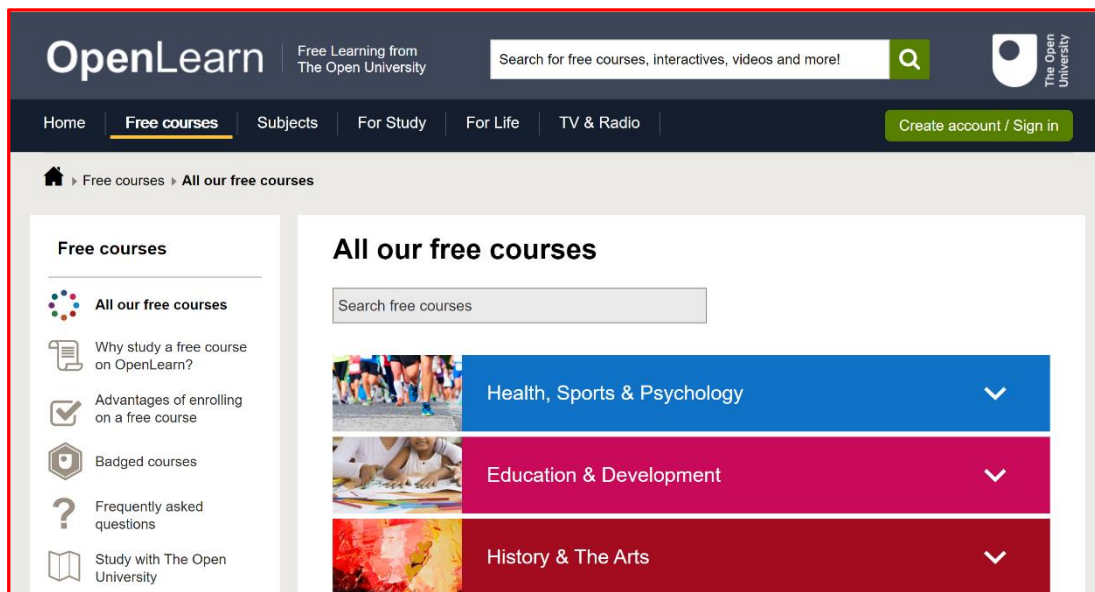 OpenLearn
Free Learning from
The Open University
Search for free courses, interactives, videos and more!
The Open
University
Home
Free courses
Subjects
For Study
For Life
TV & Radio
Create account / Sign in
Free courses
All our free courses
Free courses
All our free courses
Why study a free course
on OpenLearn?
Advantages of enrolling
on a free course
Badged courses
Frequently asked
questions
Study with The Open
University
All our free courses
Search free courses
Health, Sports & Psychology
Education & Development
History & The Arts